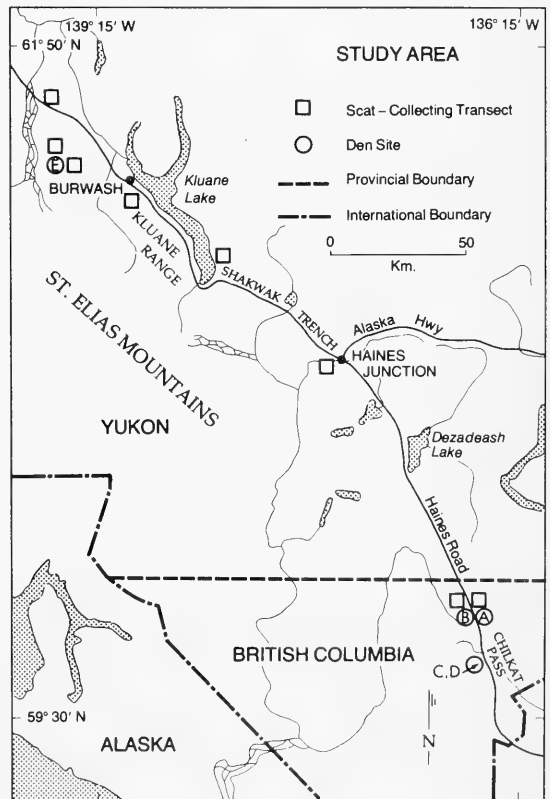 139° 15' W
136° 15' W
61° 50' N
STUDY AREA
Scat – Collecting Transect
Den Site
Provincial Boundary
International Boundary
0 50
Km.
E
BURWASH
Kluane
Lake
KLUANE
RANGE
SHAKWAK
TRENCH
Alaska Hwy
HAINES
JUNCTION
ST. ELIAS MOUNTAINS
YUKON
Dezadeash
Lake
Haines Road
B A
CHILKAT
PASS
BRITISH COLUMBIA
C.D
59° 30' N
ALASKA
N